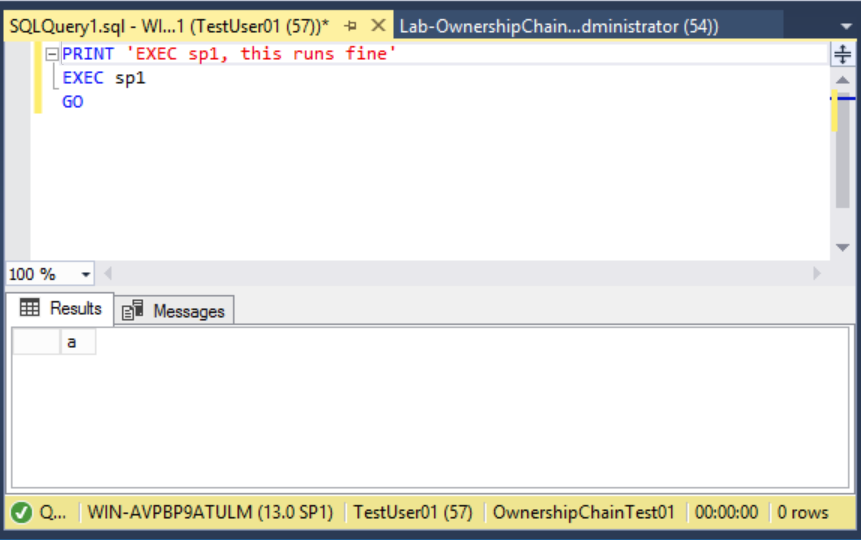 SQLQuery1.sql - WI...1 (TestUser01 (57))* Lab-OwnershipChain...dministrator (54))
PRINT 'EXEC sp1, this runs fine'
EXEC sp1
GO
100 %
Results Messages
a
Q... WIN-AVPBP9ATULM (13.0 SP1) TestUser01 (57) OwnershipChainTest01 00:00:00 0 rows